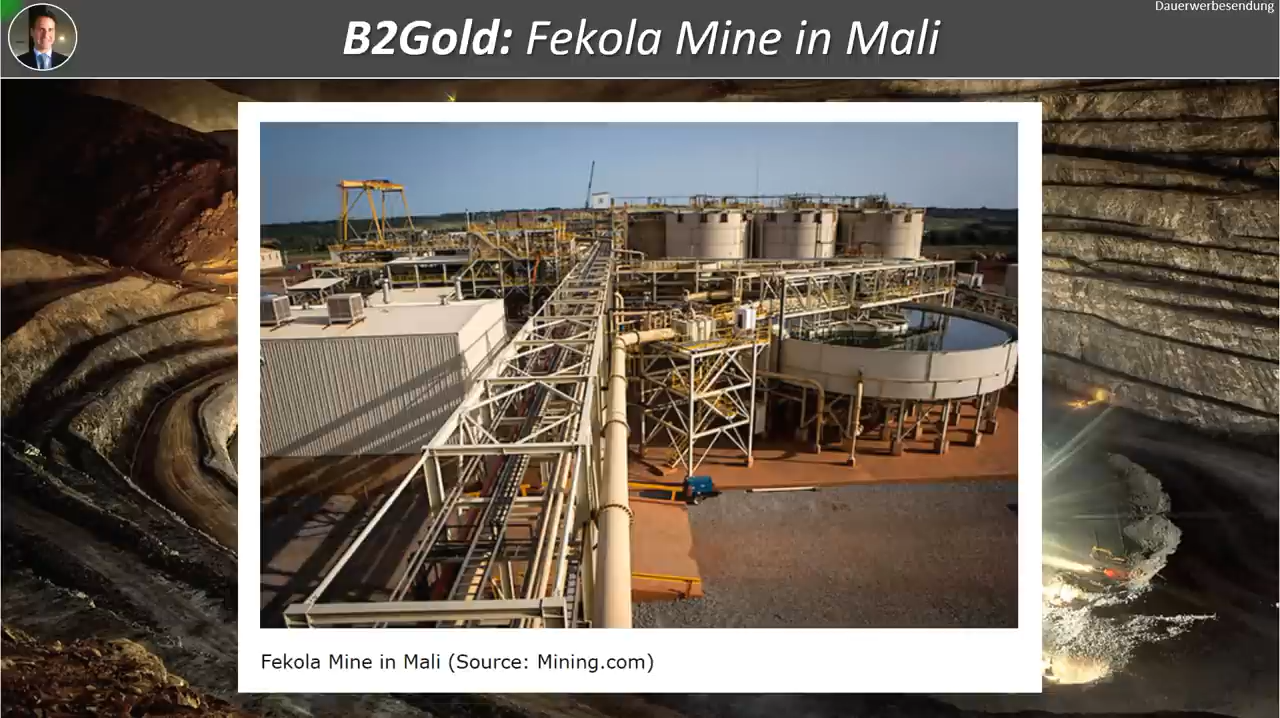 Dauerwerbesendung
B2Gold: Fekola Mine in Mali
Fekola Mine in Mali (Source: Mining.com)